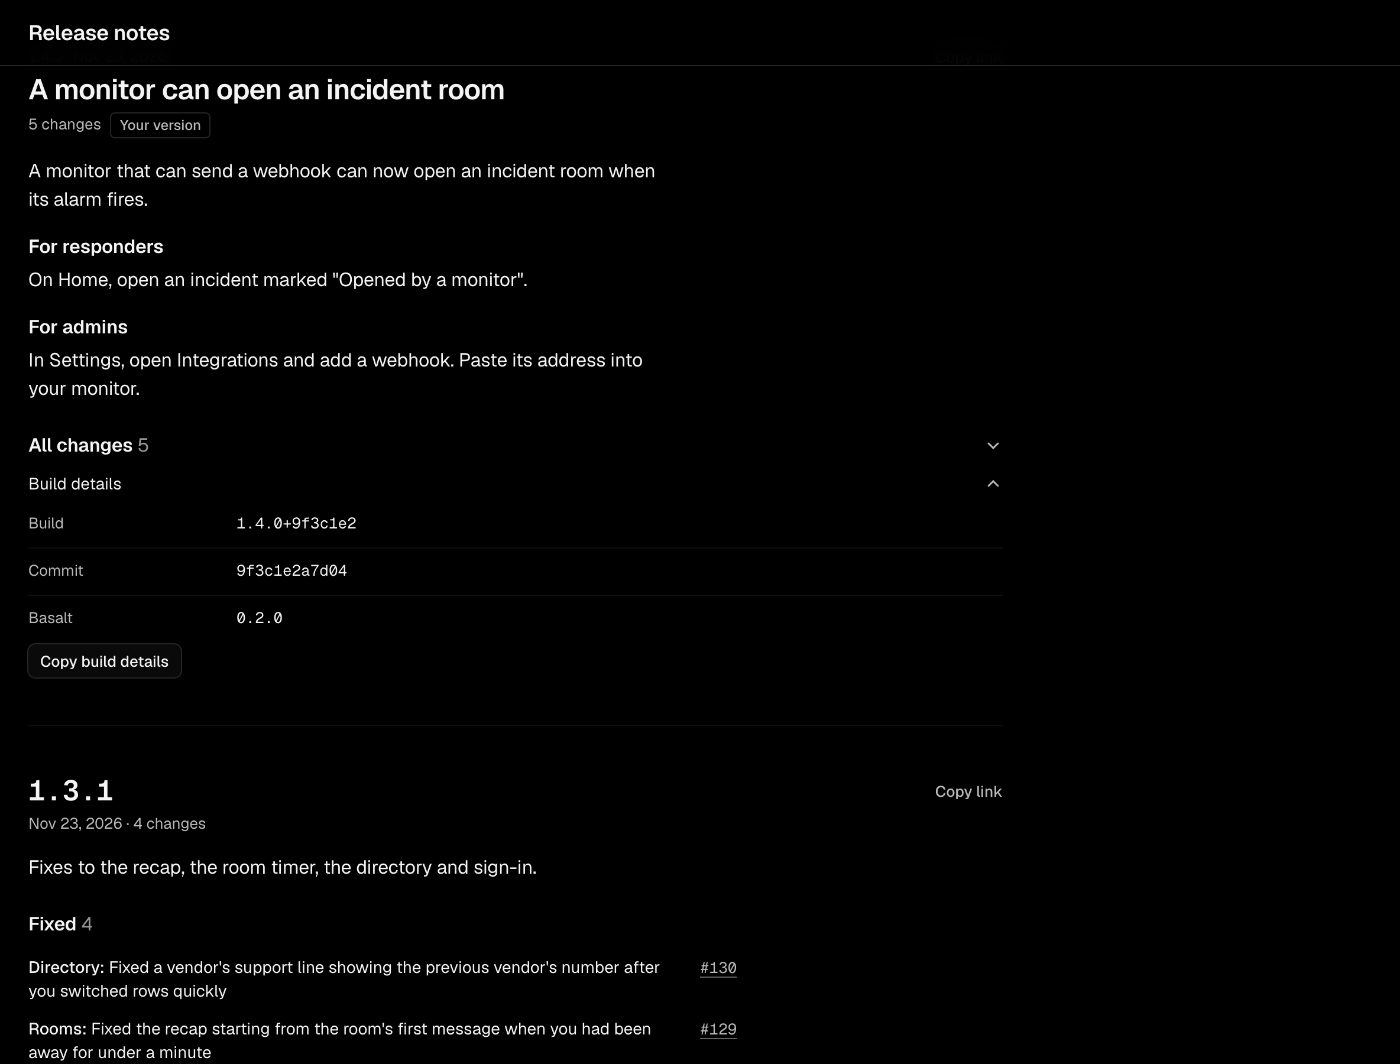 Release notes
A monitor can open an incident room
5 changes Your version
A monitor that can send a webhook can now open an incident room when
its alarm fires.
For responders
On Home, open an incident marked "Opened by a monitor".
For admins
In Settings, open Integrations and add a webhook. Paste its address into
your monitor.
All changes 5
Build details
Build 1.4.0+9f3c1e2
Commit 9f3c1e2a7d04
Basalt 0.2.0
Copy build details
1.3.1 Copy link
Nov 23, 2026 · 4 changes
Fixes to the recap, the room timer, the directory and sign-in.
Fixed 4
Directory: Fixed a vendor's support line showing the previous vendor's number after #130
you switched rows quickly
Rooms: Fixed the recap starting from the room's first message when you had been #129
away for under a minute